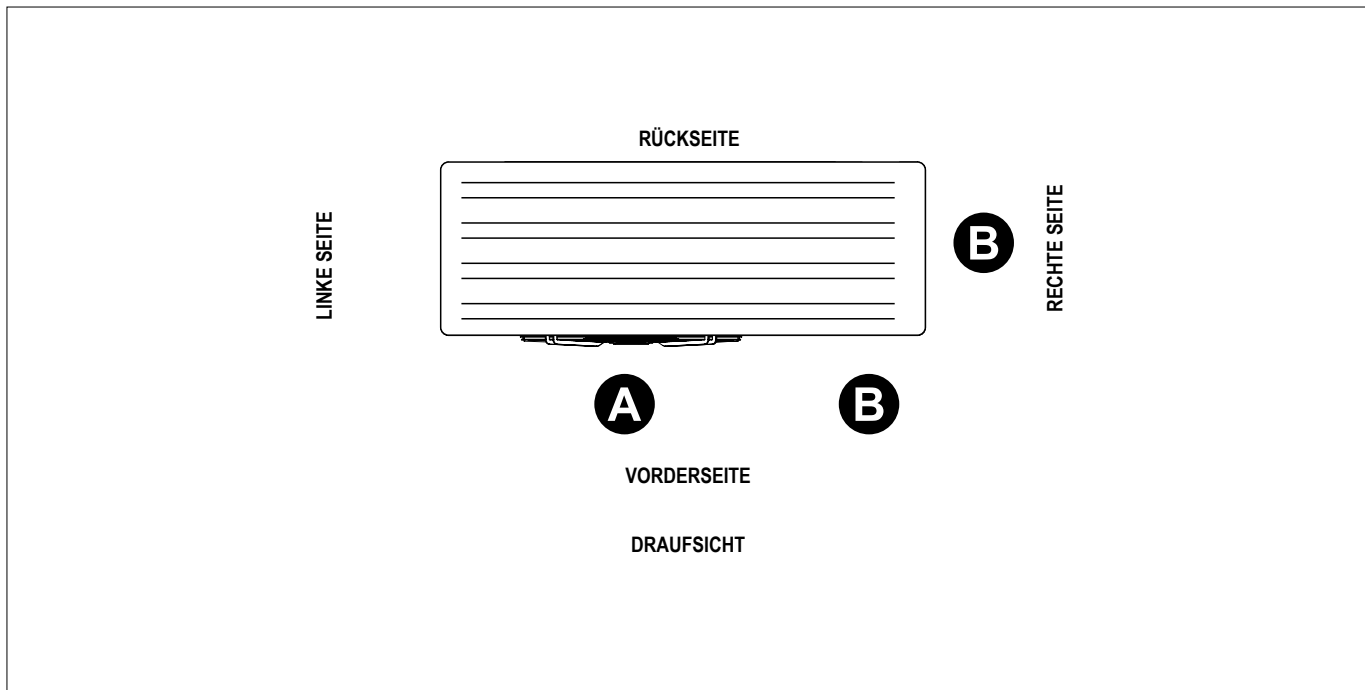 RÜCKSEITE
LINKE SEITE
B
RECHTE SEITE
A
B
VORDERSEITE
DRAUFSICHT